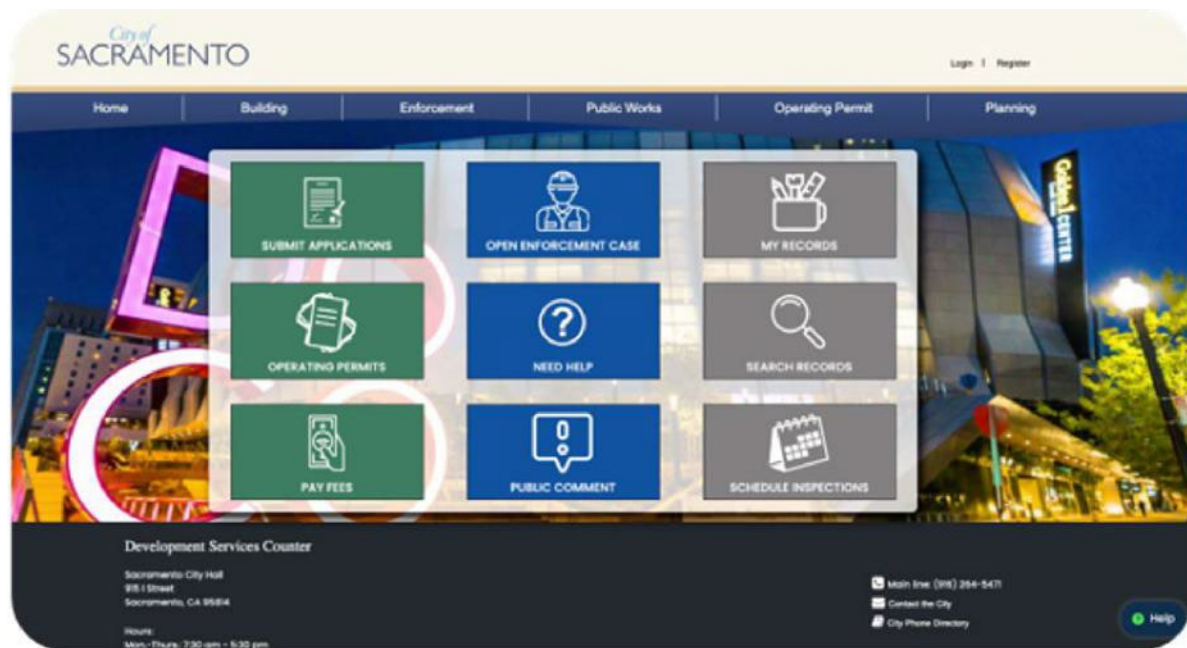 City of
SACRAMENTO
Login | Register
Home Building Enforcement Public Works Operating Permit Planning
Golden 1 CENTER
SUBMIT APPLICATIONS OPEN ENFORCEMENT CASE MY RECORDS
OPERATING PERMITS NEED HELP SEARCH RECORDS
PAY FEES PUBLIC COMMENT SCHEDULE INSPECTIONS
Development Services Counter
Sacramento City Hall
915 I Street
Sacramento, CA 95814
Hours:
Mon.-Thurs.: 7:30 am - 5:30 pm
Main line: (916) 264-5471
Contact the City
City Phone Directory
Help